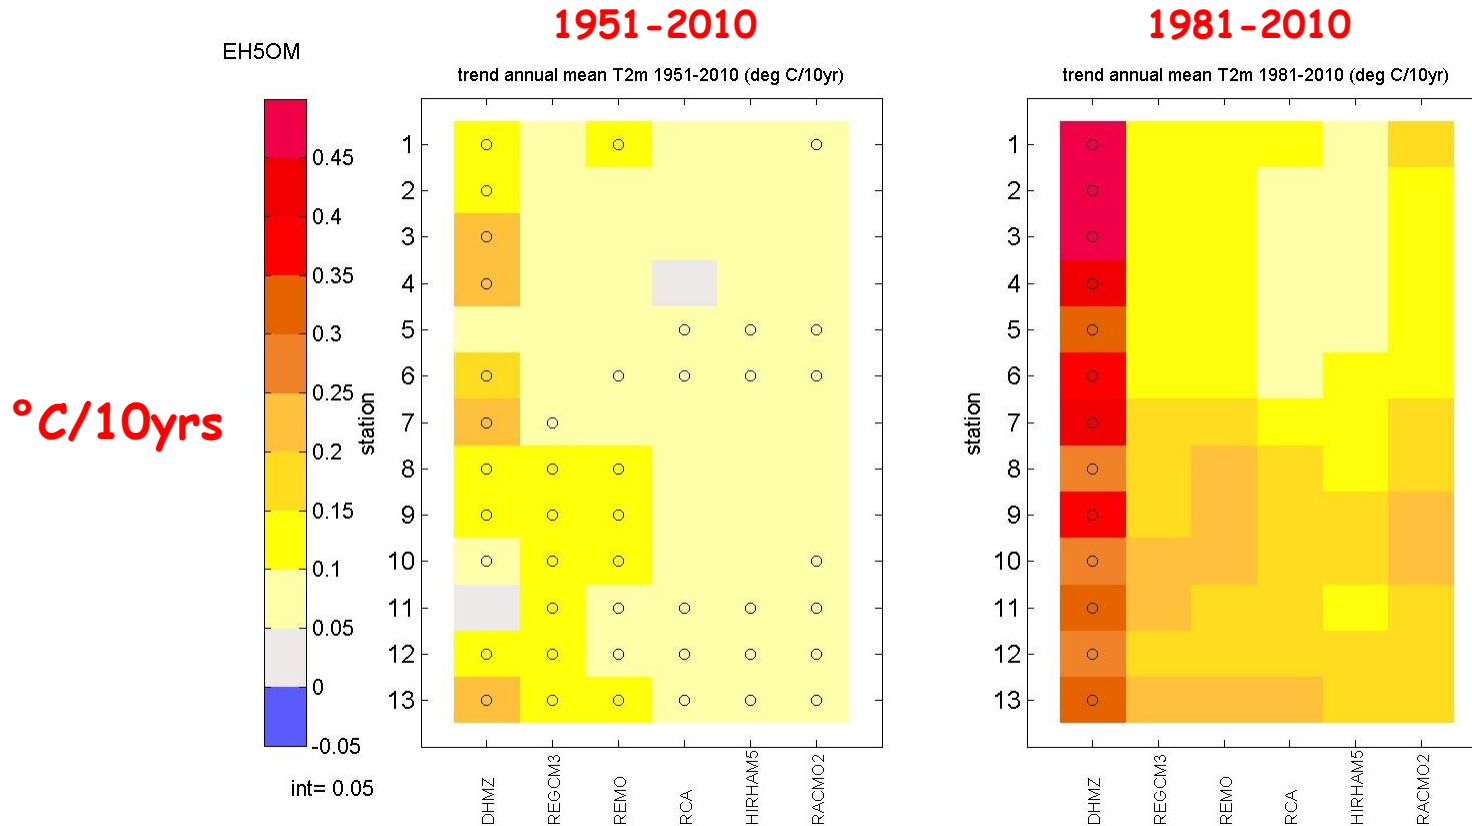 1951-2010
1981-2010
EH5OM
trend annual mean T2m 1951-2010 (deg C/10yr)
trend annual mean T2m 1981-2010 (deg C/10yr)
°C/10yrs
0.45
0.4
0.35
0.3
0.25
0.2
0.15
0.1
0.05
0
-0.05
int= 0.05
station
1
2
3
4
5
6
7
8
9
10
11
12
13
DHMZ
REGCM3
REMO
RCA
HIRHAM5
RACMO2
station
1
2
3
4
5
6
7
8
9
10
11
12
13
DHMZ
REGCM3
REMO
RCA
HIRHAM5
RACMO2